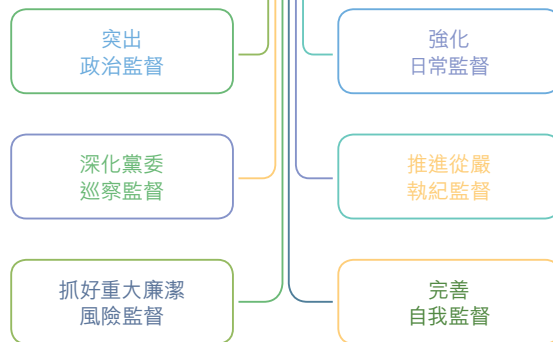 突出
政治監督
強化
日常監督
深化黨委
巡察監督
推進從嚴
執紀監督
抓好重大廉潔
風險監督
完善
自我監督